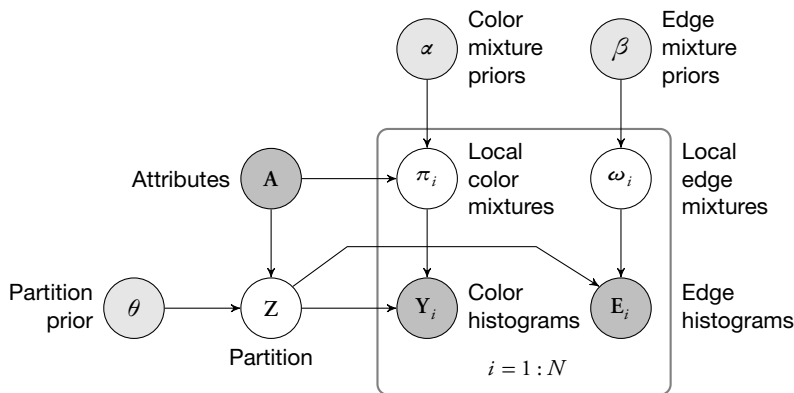 Color
mixture
priors
α
Edge
mixture
priors
β
Attributes
A
π_i
Local
color
mixtures
ω_i
Local
edge
mixtures
Partition
prior
θ
Z
Partition
Y_i
Color
histograms
E_i
Edge
histograms
i = 1 : N